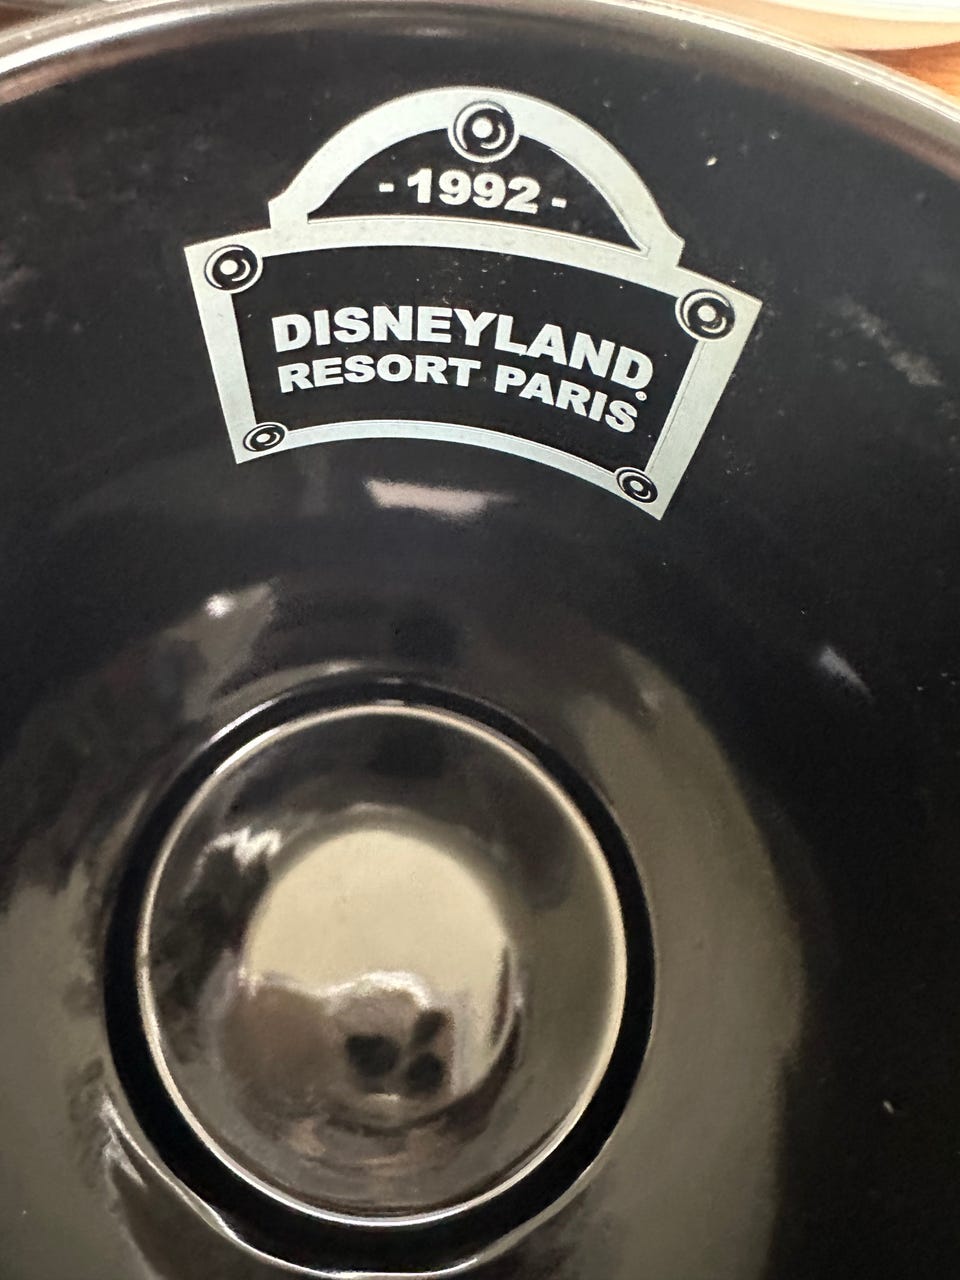 - 1992 -
DISNEYLAND
RESORT PARIS